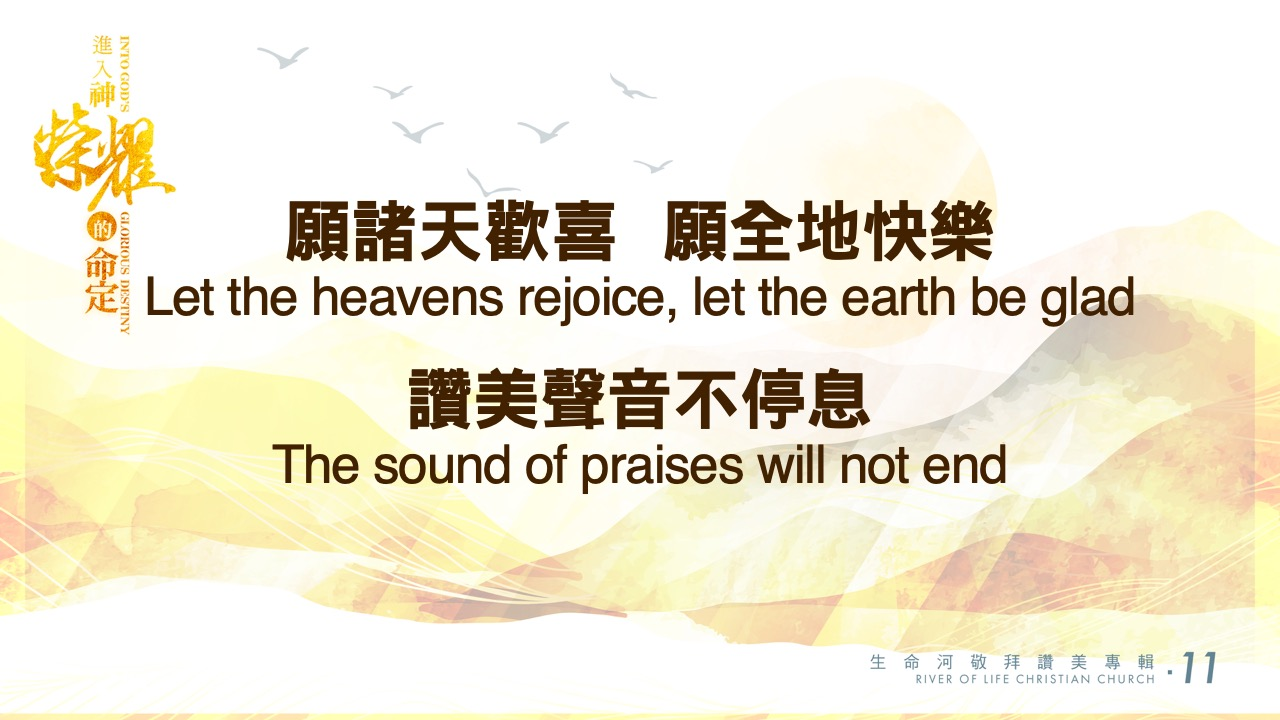 進入神
榮耀
的
命定
INTO GOD'S
GLORIOUS DESTINY
願諸天歡喜 願全地快樂
Let the heavens rejoice, let the earth be glad
讚美聲音不停息
The sound of praises will not end
生命河敬拜讚美專輯
RIVER OF LIFE CHRISTIAN CHURCH
·11